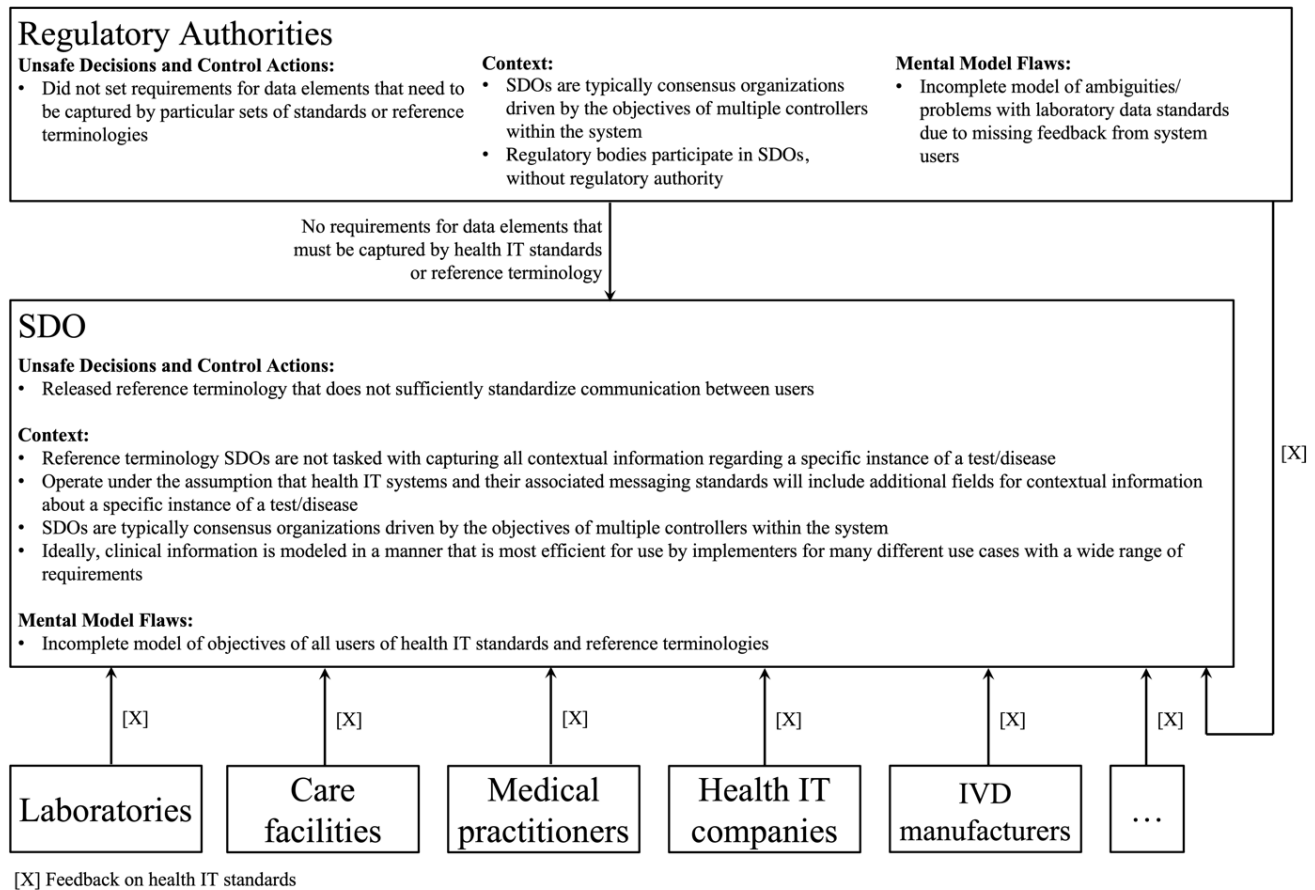 Regulatory Authorities
Unsafe Decisions and Control Actions:
• Did not set requirements for data elements that need to
be captured by particular sets of standards or reference
terminologies
Context:
• SDOs are typically consensus organizations
driven by the objectives of multiple controllers
within the system
• Regulatory bodies participate in SDOs,
without regulatory authority
Mental Model Flaws:
• Incomplete model of ambiguities/
problems with laboratory data standards
due to missing feedback from system
users
No requirements for data elements that
must be captured by health IT standards
or reference terminology
SDO
Unsafe Decisions and Control Actions:
• Released reference terminology that does not sufficiently standardize communication between users
Context:
• Reference terminology SDOs are not tasked with capturing all contextual information regarding a specific instance of a test/disease
• Operate under the assumption that health IT systems and their associated messaging standards will include additional fields for contextual information
about a specific instance of a test/disease
• SDOs are typically consensus organizations driven by the objectives of multiple controllers within the system
• Ideally, clinical information is modeled in a manner that is most efficient for use by implementers for many different use cases with a wide range of
requirements
Mental Model Flaws:
• Incomplete model of objectives of all users of health IT standards and reference terminologies
[X]
[X]
[X]
[X]
[X]
[X]
[X]
Laboratories
Care
facilities
Medical
practitioners
Health IT
companies
IVD
manufacturers
…
[X] Feedback on health IT standards